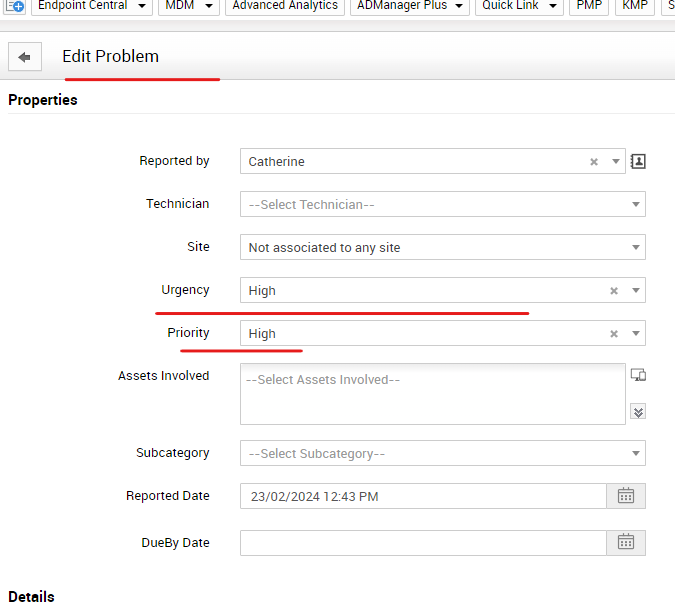 Endpoint Central MDM Advanced Analytics ADManager Plus Quick Link PMP KMP
Edit Problem
Properties
Reported by Catherine
Technician --Select Technician--
Site Not associated to any site
Urgency High
Priority High
Assets Involved --Select Assets Involved--
Subcategory --Select Subcategory--
Reported Date 23/02/2024 12:43 PM
DueBy Date
Details